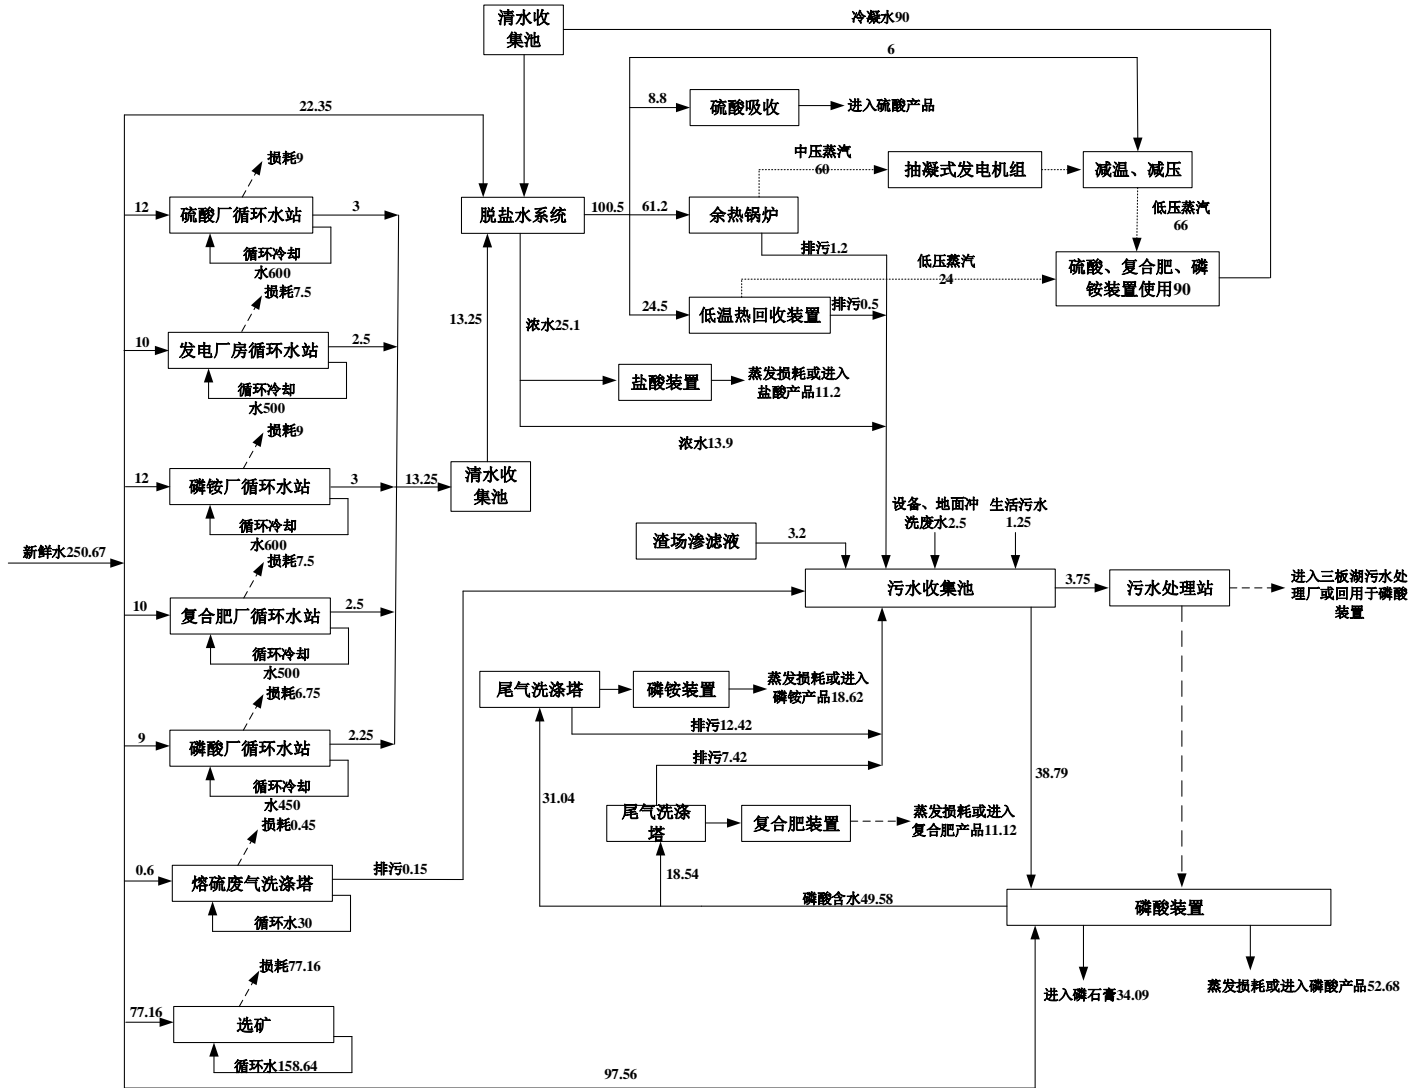 清水收
集池
冷凝水90
6
22.35
8.8
硫酸吸收
进入硫酸产品
损耗9
中压蒸汽
60
抽凝式发电机组
减温、减压
12
硫酸厂循环水站
3
脱盐水系统
100.5
61.2
余热锅炉
低压蒸汽
66
循环冷却
水600
排污1.2
低压蒸汽
24
硫酸、复合肥、磷
铵装置使用90
损耗7.5
13.25
浓水25.1
24.5
低温热回收装置
排污0.5
10
发电厂房循环水站
2.5
循环冷却
水500
盐酸装置
蒸发损耗或进入
盐酸产品11.2
损耗9
浓水13.9
12
磷铵厂循环水站
3
13.25
清水收
集池
循环冷却
水600
设备、地面冲
洗废水2.5
生活污水
1.25
新鲜水250.67
渣场渗滤液
3.2
损耗7.5
污水收集池
3.75
污水处理站
进入三板湖污水处
理厂或回用于磷酸
装置
10
复合肥厂循环水站
2.5
循环冷却
水500
损耗6.75
尾气洗涤塔
磷铵装置
蒸发损耗或进入
磷铵产品18.62
排污12.42
9
磷酸厂循环水站
2.25
排污7.42
38.79
循环冷却
水450
31.04
损耗0.45
尾气洗涤
塔
复合肥装置
蒸发损耗或进入
复合肥产品11.12
0.6
熔硫废气洗涤塔
排污0.15
18.54
磷酸含水49.58
磷酸装置
循环水30
损耗77.16
进入磷石膏34.09
蒸发损耗或进入磷酸产品52.68
77.16
选矿
循环水158.64
97.56